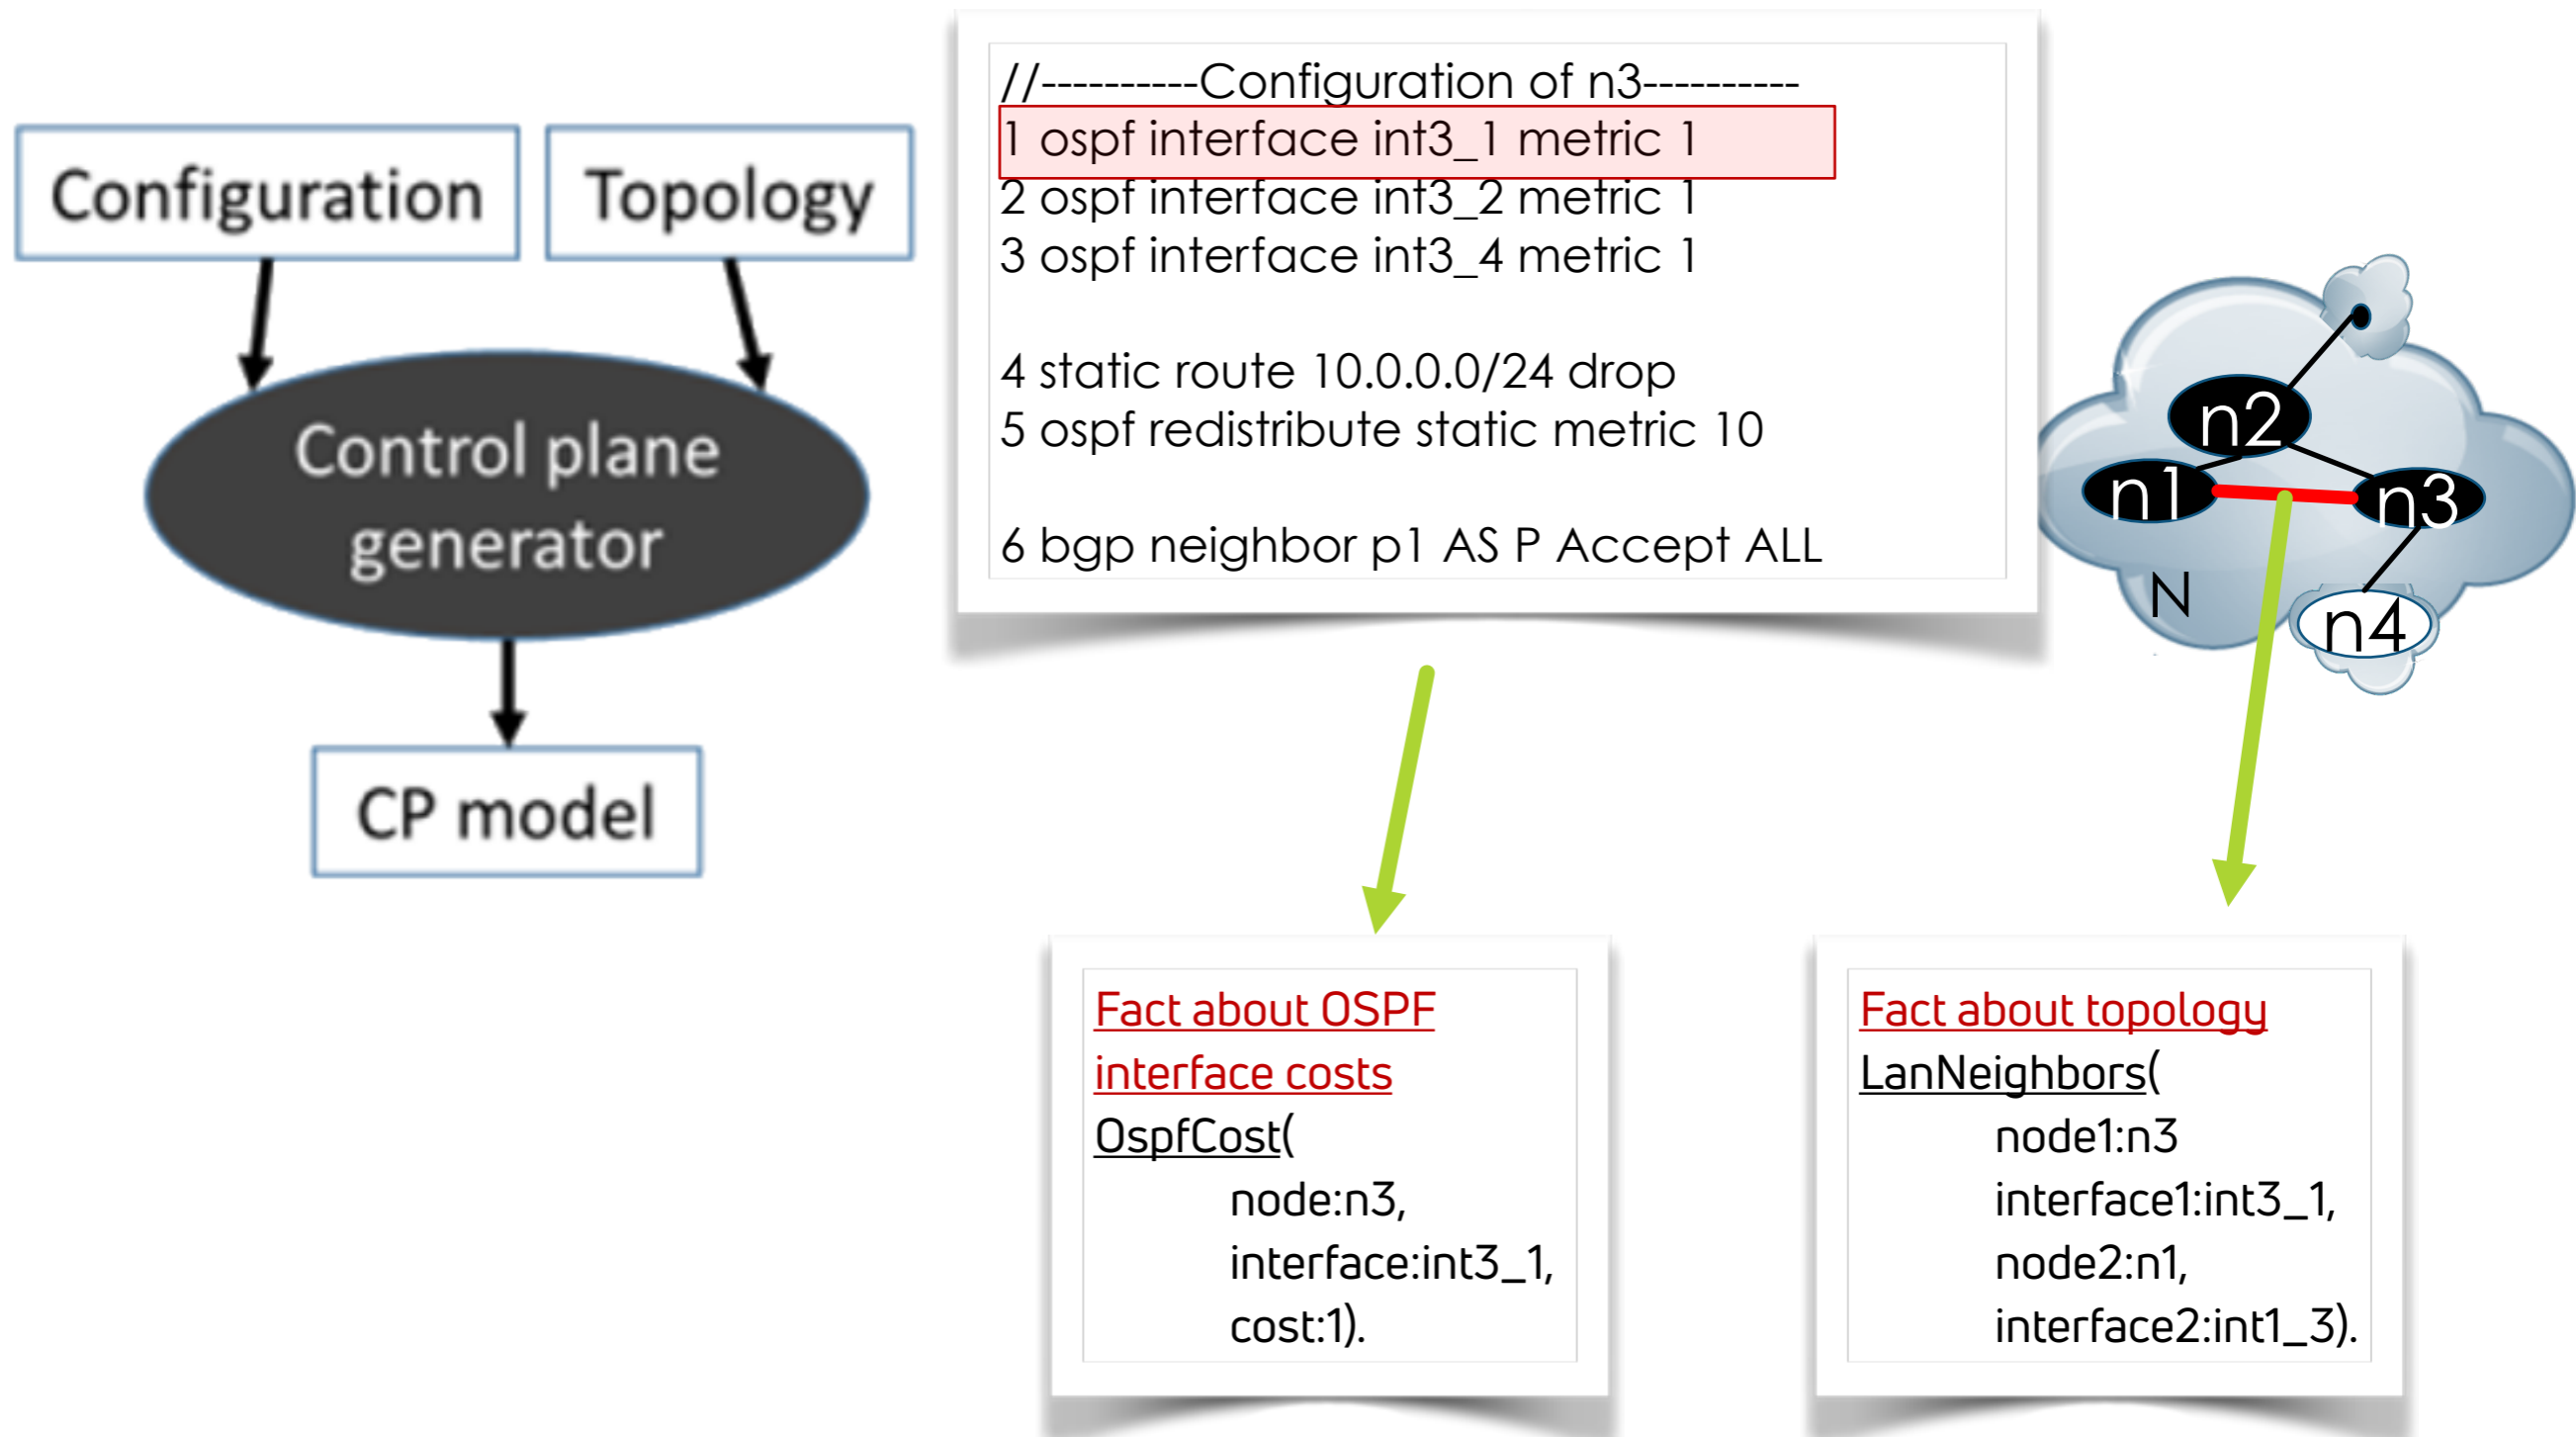 Configuration
Topology
Control plane
generator
CP model
//----------Configuration of n3----------
1 ospf interface int3_1 metric 1
2 ospf interface int3_2 metric 1
3 ospf interface int3_4 metric 1
4 static route 10.0.0.0/24 drop
5 ospf redistribute static metric 10
6 bgp neighbor p1 AS P Accept ALL
n2
n1
n3
N
n4
Fact about OSPF
interface costs
OspfCost(
node:n3,
interface:int3_1,
cost:1).
Fact about topology
LanNeighbors(
node1:n3
interface1:int3_1,
node2:n1,
interface2:int1_3).